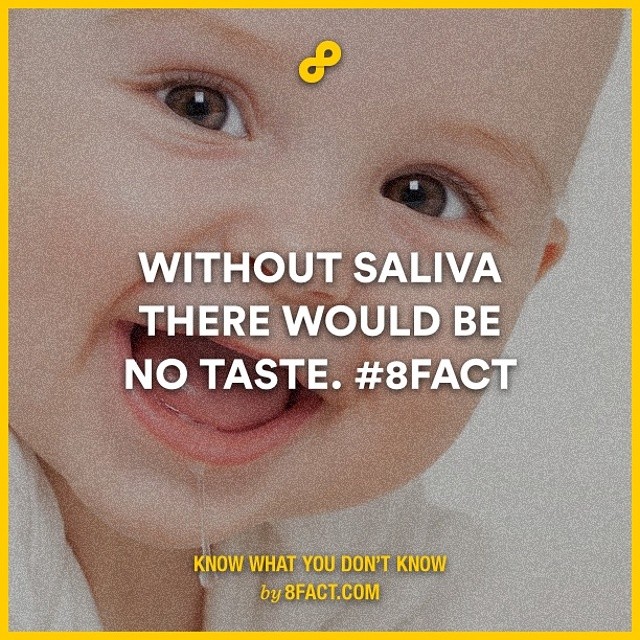 WITHOUT SALIVA
THERE WOULD BE
NO TASTE. #8FACT
KNOW WHAT YOU DON'T KNOW
by 8FACT.COM